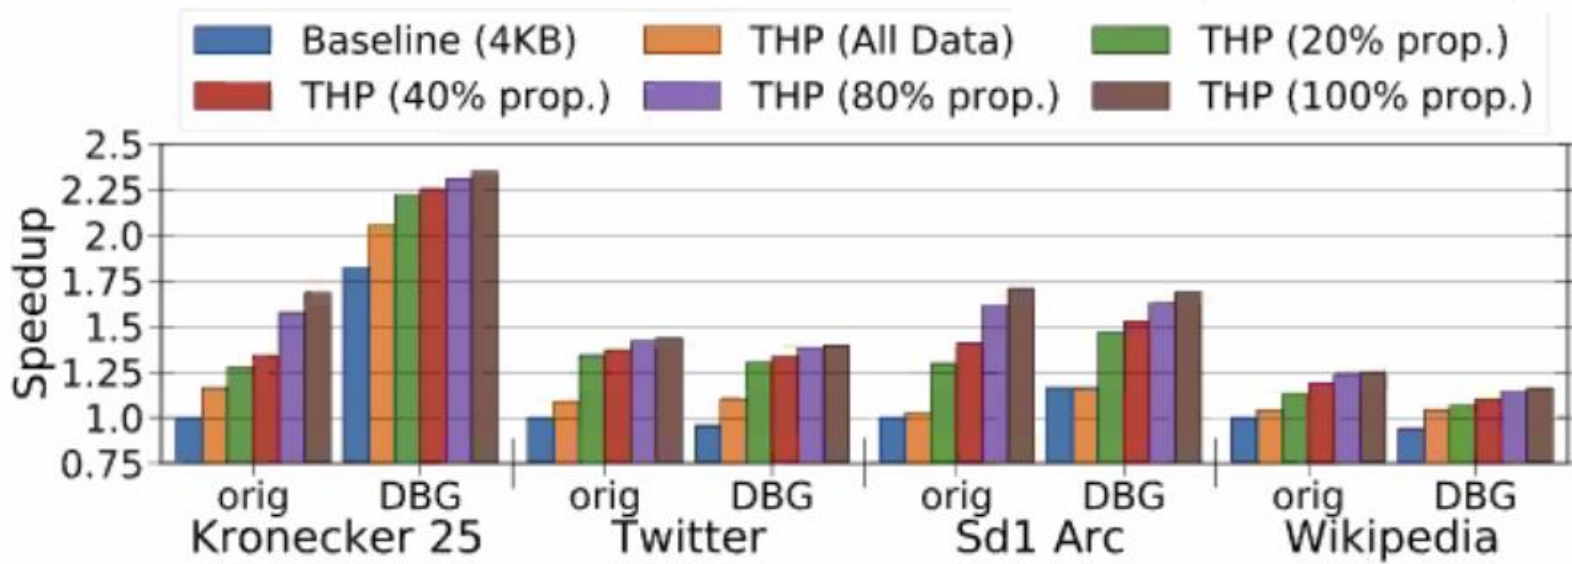 Baseline (4KB) THP (All Data) THP (20% prop.)
THP (40% prop.) THP (80% prop.) THP (100% prop.)
Speedup
2.5
2.25
2.0
1.75
1.5
1.25
1.0
0.75
orig DBG orig DBG orig DBG orig DBG
Kronecker 25 Twitter Sd1 Arc Wikipedia